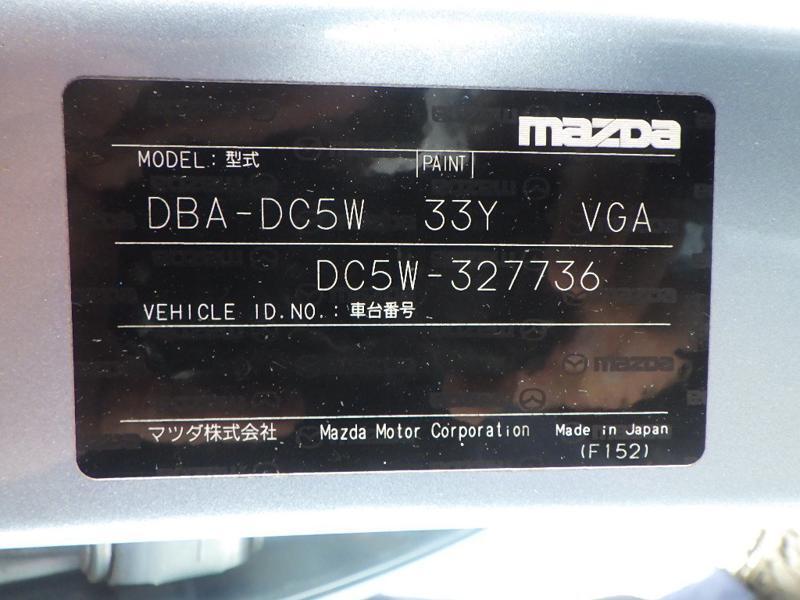 mazda
MODEL: 型式 PAINT
DBA-DC5W 33Y VGA
DC5W-327736
VEHICLE ID.NO.: 車台番号
マツダ株式会社 Mazda Motor Corporation Made in Japan
(F152)